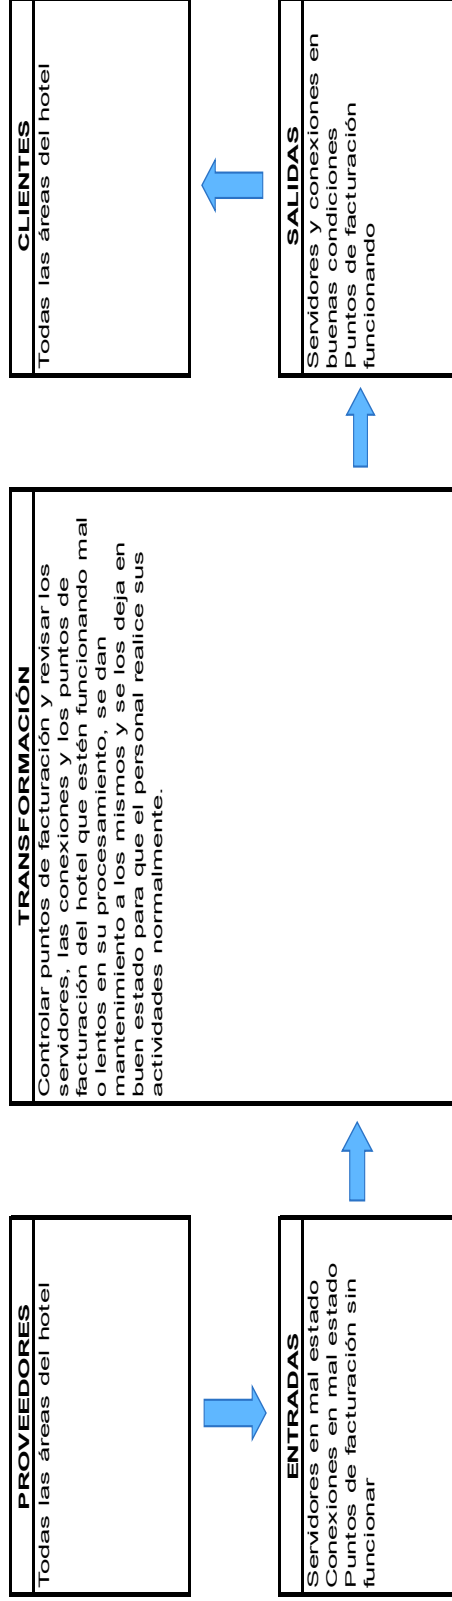 PROVEEDORES
Todas las áreas del hotel
ENTRADAS
Servidores en mal estado
Conexiones en mal estado
Puntos de facturación sin
funcionar
TRANSFORMACIÓN
Controlar puntos de facturación y revisar los
servidores, las conexiones y los puntos de
facturación del hotel que estén funcionando mal
o lentos en su procesamiento, se dan
mantenimiento a los mismos y se los deja en
buen estado para que el personal realice sus
actividades normalmente.
CLIENTES
Todas las áreas del hotel
SALIDAS
Servidores y conexiones en
buenas condiciones
Puntos de facturación
funcionando